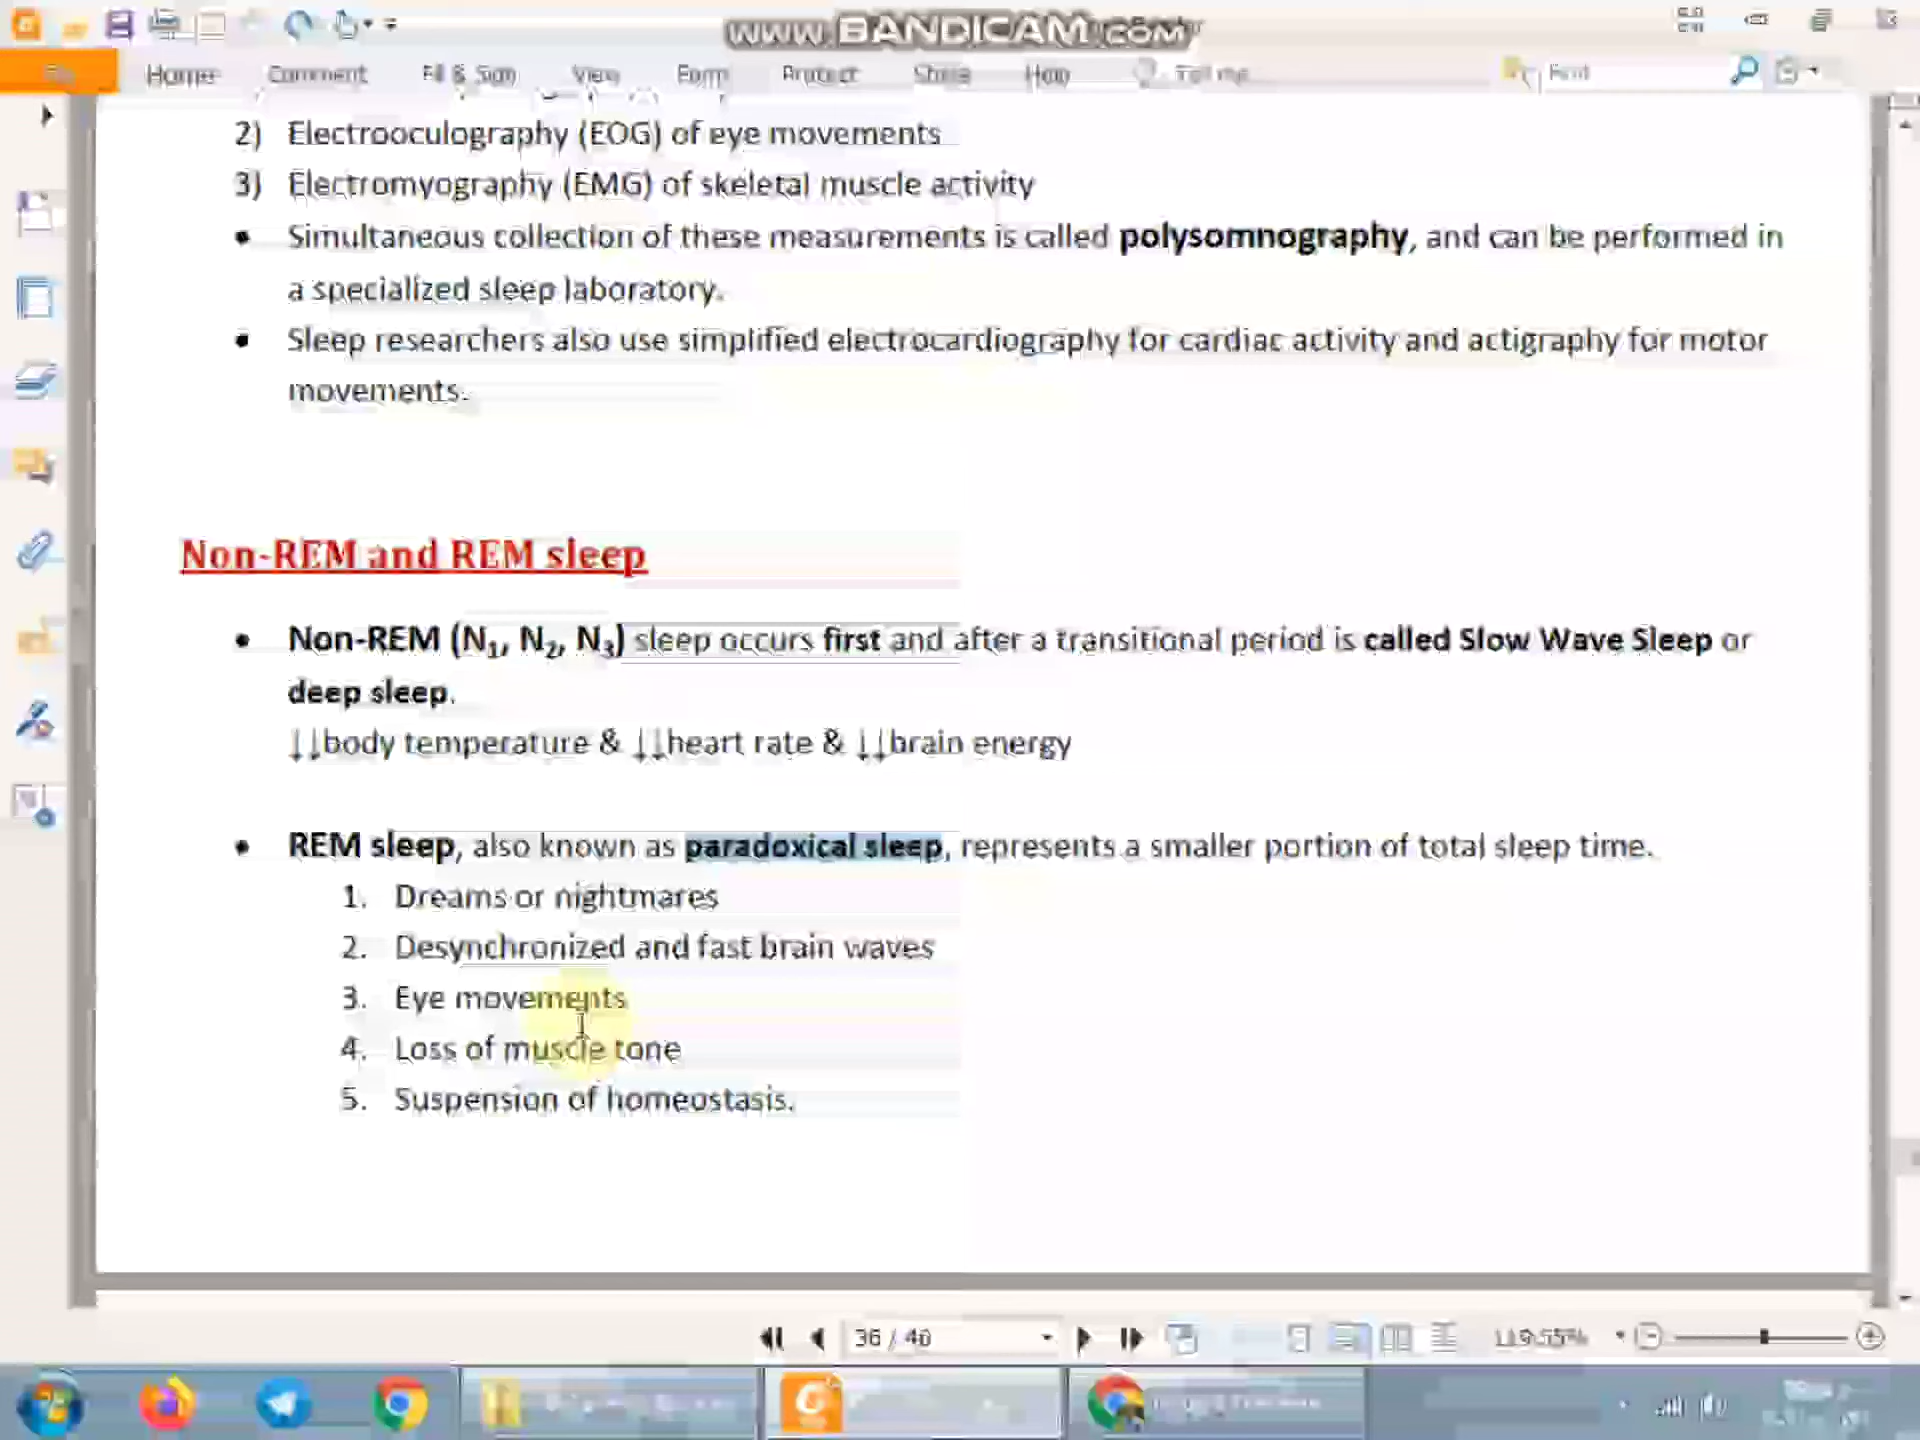 www.BANDICAM.com
Home Comment Fill & Sign View Form Protect Share Help Tell me... Find
2) Electrooculography (EOG) of eye movements
3) Electromyography (EMG) of skeletal muscle activity
• Simultaneous collection of these measurements is called polysomnography, and can be performed in
a specialized sleep laboratory.
• Sleep researchers also use simplified electrocardiography for cardiac activity and actigraphy for motor
movements.
Non-REM and REM sleep
• Non-REM (N₁, N₂, N₃) sleep occurs first and after a transitional period is called Slow Wave Sleep or
deep sleep.
↓↓body temperature & ↓↓heart rate & ↓↓brain energy
• REM sleep, also known as paradoxical sleep, represents a smaller portion of total sleep time.
1. Dreams or nightmares
2. Desynchronized and fast brain waves
3. Eye movements
4. Loss of muscle tone
5. Suspension of homeostasis.
36 / 40
119.55%